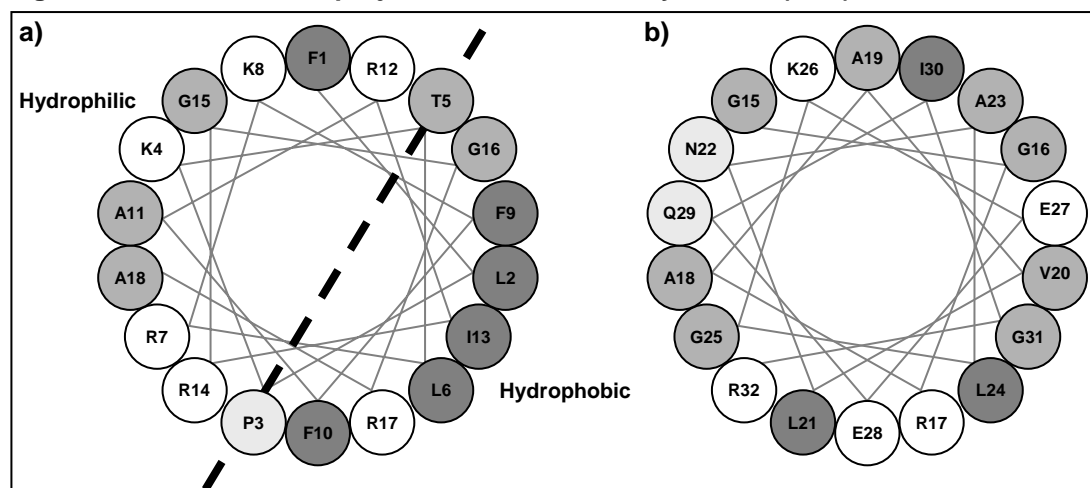 a)
F1
K8
R12
G15
T5
Hydrophilic
K4
G16
A11
F9
A18
L2
R7
I13
R14
L6
Hydrophobic
P3
F10
R17
b)
A19
K26
I30
G15
A23
N22
G16
Q29
E27
A18
V20
G25
G31
R32
L24
L21
E28
R17